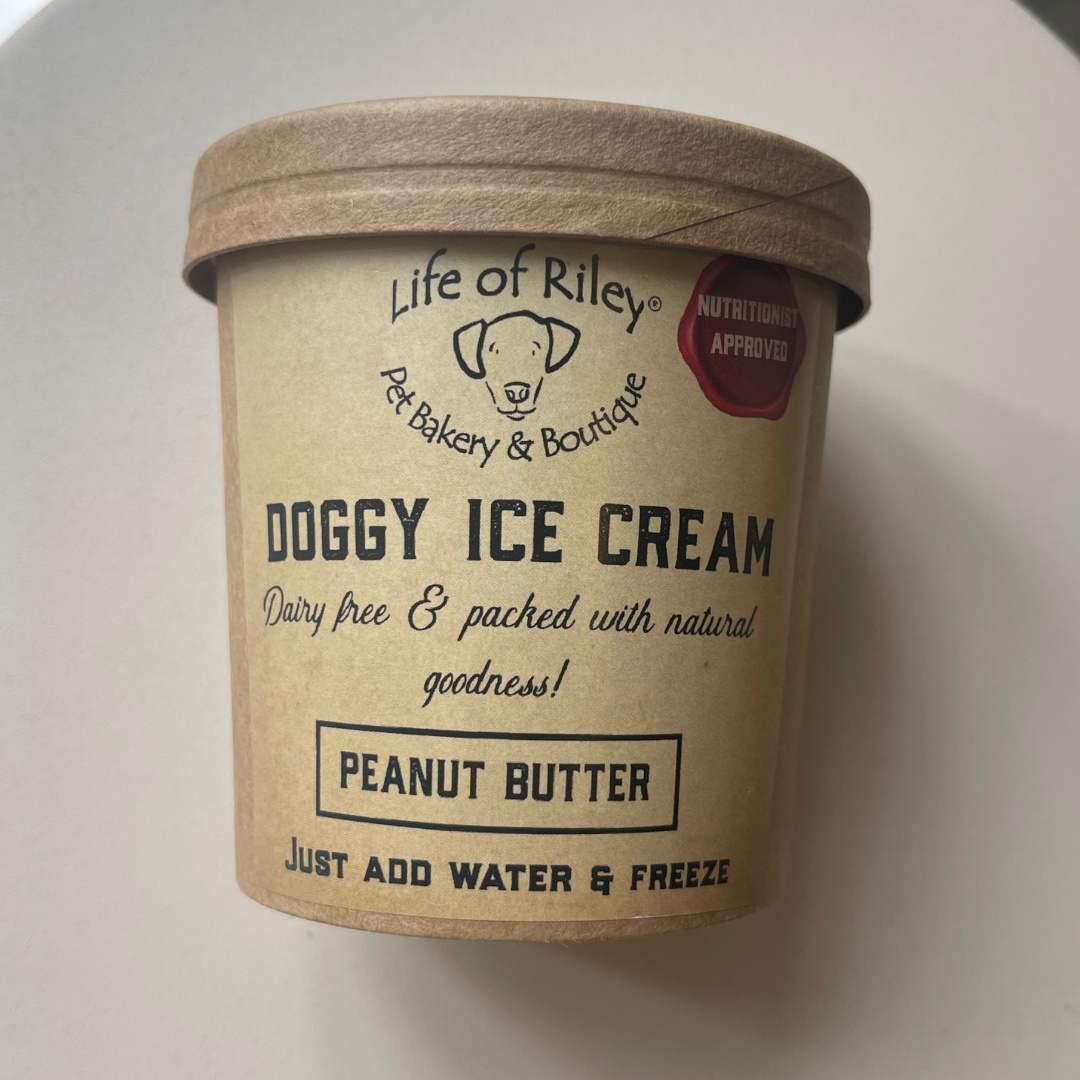 Life of Riley®
Pet Bakery & Boutique
NUTRITIONIST
APPROVED
DOGGY ICE CREAM
Dairy free & packed with natural
goodness!
PEANUT BUTTER
JUST ADD WATER & FREEZE